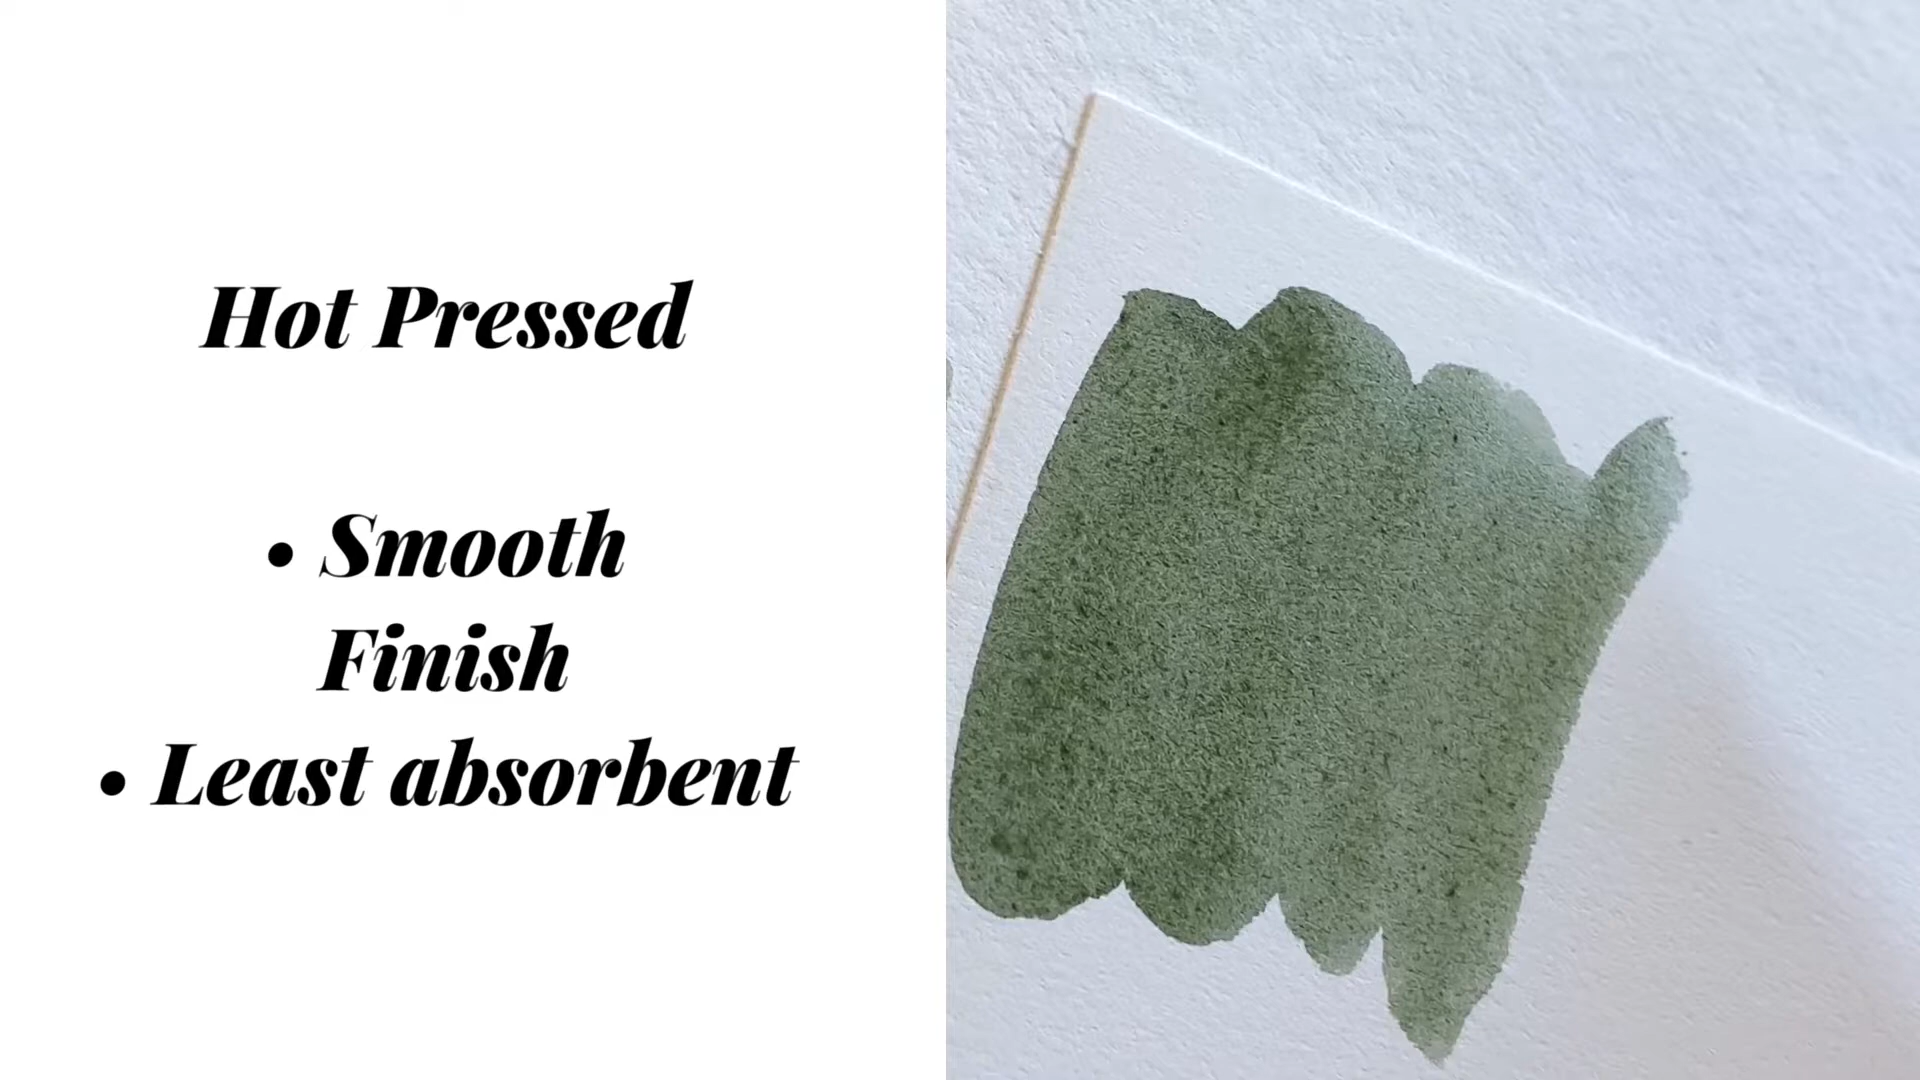 Hot Pressed
• Smooth
Finish
• Least absorbent